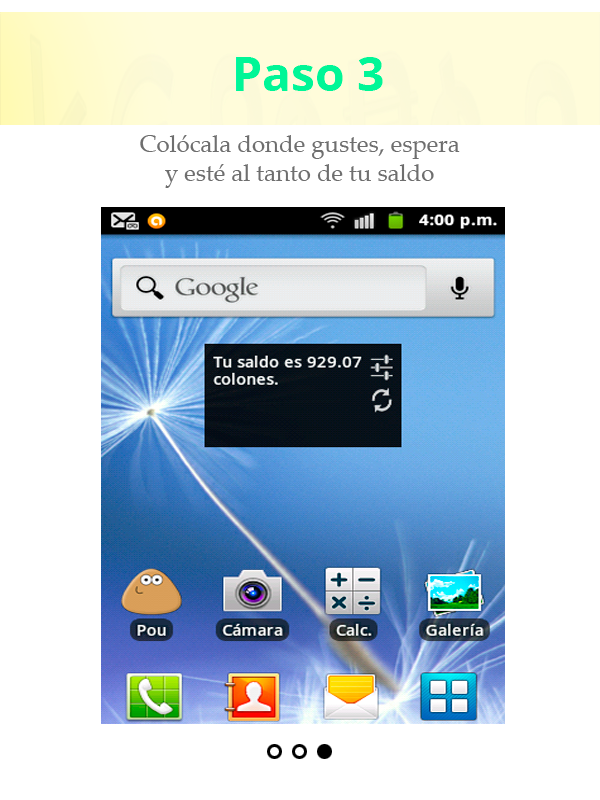 Paso 3
Colócala donde gustes, espera
y esté al tanto de tu saldo
4:00 p.m.
Google
Tu saldo es 929.07
colones.
Pou
Cámara
Calc.
Galería